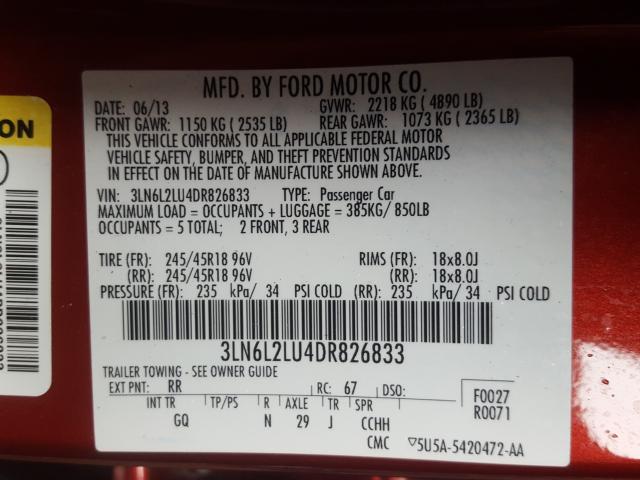 MFD. BY FORD MOTOR CO.
DATE: 06/13 GVWR: 2218 KG ( 4890 LB)
FRONT GAWR: 1150 KG ( 2535 LB) REAR GAWR: 1073 KG ( 2365 LB)
THIS VEHICLE CONFORMS TO ALL APPLICABLE FEDERAL MOTOR
VEHICLE SAFETY, BUMPER, AND THEFT PREVENTION STANDARDS
IN EFFECT ON THE DATE OF MANUFACTURE SHOWN ABOVE.
VIN: 3LN6L2LU4DR826833 TYPE: Passenger Car
MAXIMUM LOAD = OCCUPANTS + LUGGAGE = 385KG/ 850LB
OCCUPANTS = 5 TOTAL; 2 FRONT, 3 REAR
TIRE (FR): 245/45R18 96V RIMS (FR): 18x8.0J
(RR): 245/45R18 96V (RR): 18x8.0J
PRESSURE (FR): 235 kPa/ 34 PSI COLD (RR): 235 kPa/ 34 PSI COLD
3LN6L2LU4DR826833
TRAILER TOWING - SEE OWNER GUIDE
EXT PNT: RR RC: 67 DSO: F0027
R0071
INT TR TP/PS R AXLE TR SPR
GQ N 29 J CCHH
CMC ▽5U5A-5420472-AA
ON